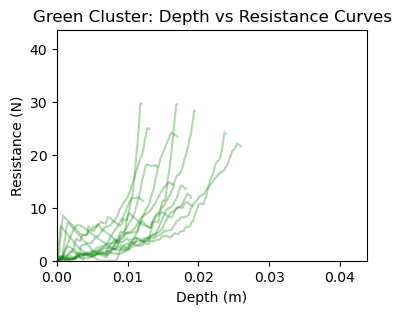 Green Cluster: Depth vs Resistance Curves
40
30
20
10
0
Resistance (N)
0.00 0.01 0.02 0.03 0.04
Depth (m)